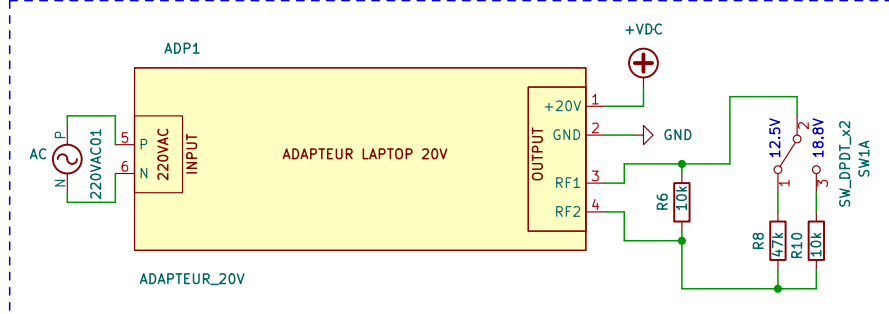 +VDC
ADP1
+20V
1
GND
2
GND
RF1
3
RF2
4
OUTPUT
ADAPTEUR LAPTOP 20V
INPUT
220VAC
P
5
N
6
AC
P
N
220VAC01
R6
10k
12.5V
2
18.8V
1
3
SW_DPDT_x2
SW1A
R8
47k
R10
10k
ADAPTEUR_20V